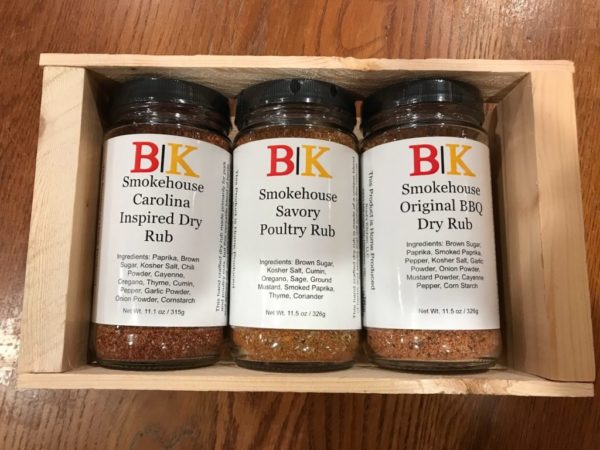 B|K
Smokehouse
Carolina
Inspired Dry
Rub
Ingredients: Paprika, Brown
Sugar, Kosher Salt, Chili
Powder, Cayenne,
Oregano, Thyme, Cumin,
Pepper, Garlic Powder,
Onion Powder, Cornstarch
Net Wt. 11.1 oz / 315g
This Product is Home Produced
B|K
Smokehouse
Savory
Poultry Rub
Ingredients: Brown Sugar,
Kosher Salt, Cumin,
Oregano, Sage, Ground
Mustard, Smoked Paprika,
Thyme, Coriander
Net Wt. 11.5 oz / 326g
This Product is Home Produced
B|K
Smokehouse
Original BBQ
Dry Rub
Ingredients: Brown Sugar,
Paprika, Smoked Paprika,
Pepper, Kosher Salt, Garlic
Powder, Onion Powder,
Mustard Powder, Cayenne
Pepper, Corn Starch
Net Wt. 11.5 oz / 326g